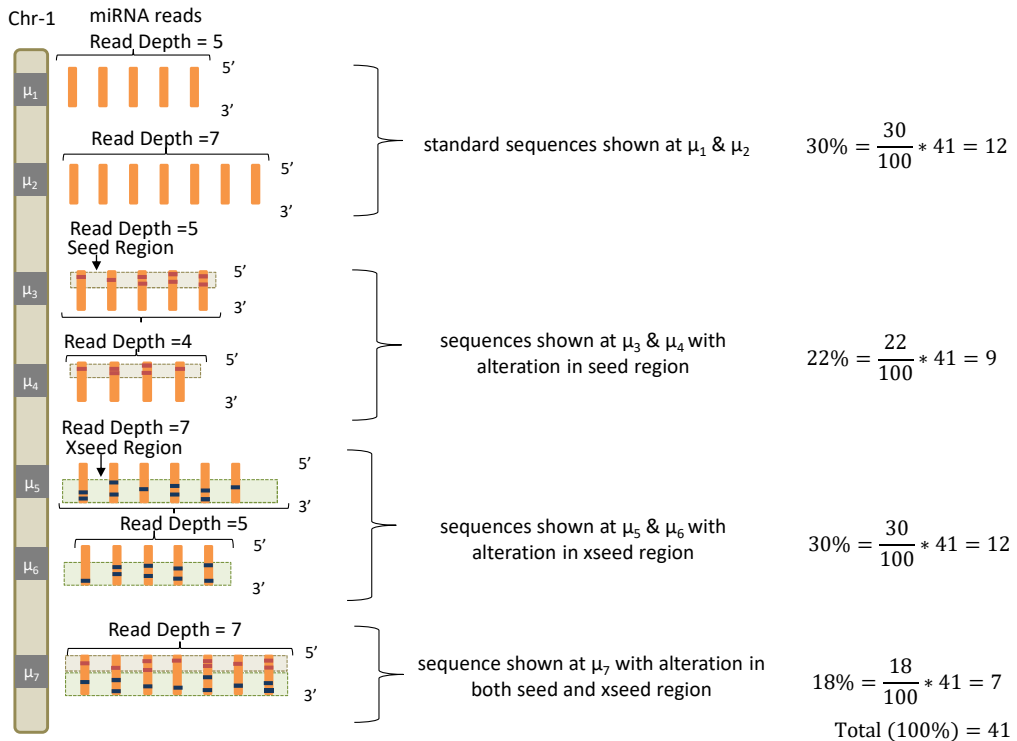 Chr-1
miRNA reads
Read Depth = 5
5’
μ₁
3’
standard sequences shown at μ₁ & μ₂
30% = 30/100 * 41 = 12
Read Depth =7
5’
μ₂
3’
Read Depth =5
Seed Region
5’
μ₃
3’
sequences shown at μ₃ & μ₄ with
alteration in seed region
22% = 22/100 * 41 = 9
Read Depth =4
5’
μ₄
3’
Read Depth =7
Xseed Region
5’
μ₅
3’
sequences shown at μ₅ & μ₆ with
alteration in xseed region
30% = 30/100 * 41 = 12
Read Depth =5
5’
μ₆
3’
Read Depth = 7
5’
μ₇
3’
sequence shown at μ₇ with alteration in
both seed and xseed region
18% = 18/100 * 41 = 7
Total (100%) = 41